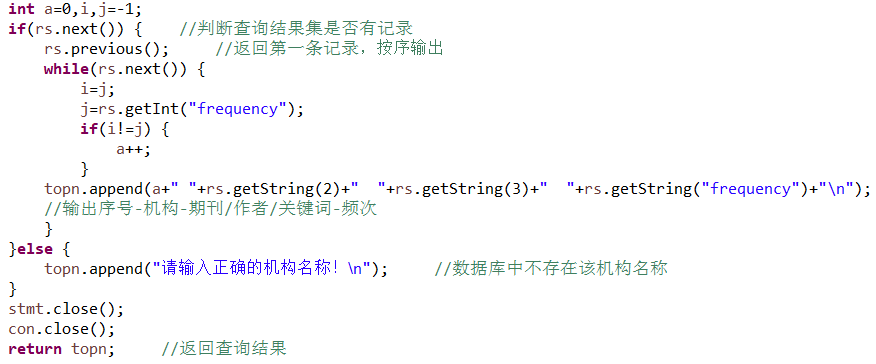 int a=0,i,j=-1;
if(rs.next()) {    //判断查询结果集是否有记录
    rs.previous();     //返回第一条记录，按序输出
    while(rs.next()) {
        i=j;
        j=rs.getInt("frequency");
        if(i!=j) {
            a++;
        }
    topn.append(a+" "+rs.getString(2)+"  "+rs.getString(3)+"  "+rs.getString("frequency")+"\n");
    //输出序号-机构-期刊/作者/关键词-频次
    }
}else {
    topn.append("请输入正确的机构名称！\n");     //数据库中不存在该机构名称
}
stmt.close();
con.close();
return topn;     //返回查询结果